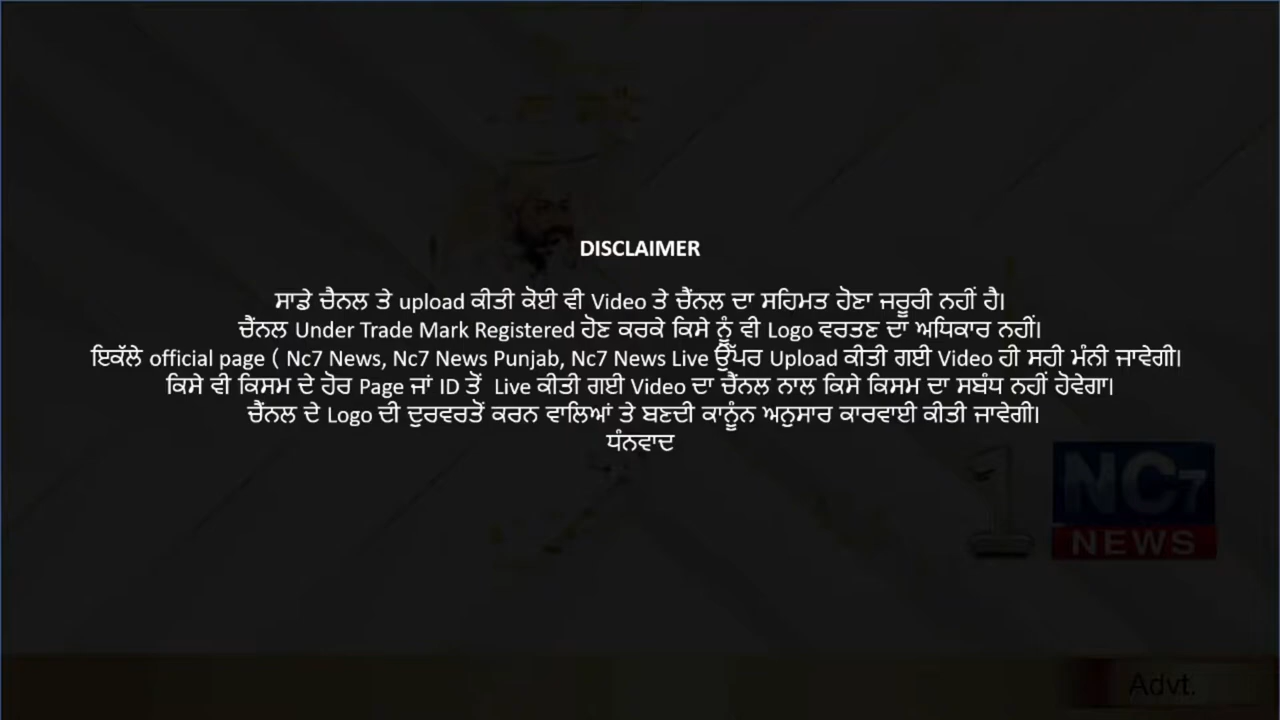 DISCLAIMER
ਸਾਡੇ ਚੈਨਲ ਤੇ upload ਕੀਤੀ ਕੋਈ ਵੀ Video ਤੇ ਚੈਂਨਲ ਦਾ ਸਹਿਮਤ ਹੋਣਾ ਜਰੂਰੀ ਨਹੀਂ ਹੈ।
ਚੈਂਨਲ Under Trade Mark Registered ਹੋਣ ਕਰਕੇ ਕਿਸੇ ਨੂੰ ਵੀ Logo ਵਰਤਣ ਦਾ ਅਧਿਕਾਰ ਨਹੀਂ।
ਇਕੱਲੇ official page ( Nc7 News, Nc7 News Punjab, Nc7 News Live ਉੱਪਰ Upload ਕੀਤੀ ਗਈ Video ਹੀ ਸਹੀ ਮੰਨੀ ਜਾਵੇਗੀ।
ਕਿਸੇ ਵੀ ਕਿਸਮ ਦੇ ਹੋਰ Page ਜਾਂ ID ਤੋਂ Live ਕੀਤੀ ਗਈ Video ਦਾ ਚੈਂਨਲ ਨਾਲ ਕਿਸੇ ਕਿਸਮ ਦਾ ਸਬੰਧ ਨਹੀਂ ਹੋਵੇਗਾ।
ਚੈਂਨਲ ਦੇ Logo ਦੀ ਦੁਰਵਰਤੋਂ ਕਰਨ ਵਾਲਿਆਂ ਤੇ ਬਣਦੀ ਕਾਨੂੰਨ ਅਨੁਸਾਰ ਕਾਰਵਾਈ ਕੀਤੀ ਜਾਵੇਗੀ।
ਧੰਨਵਾਦ
1
NC7
NEWS
Advt.